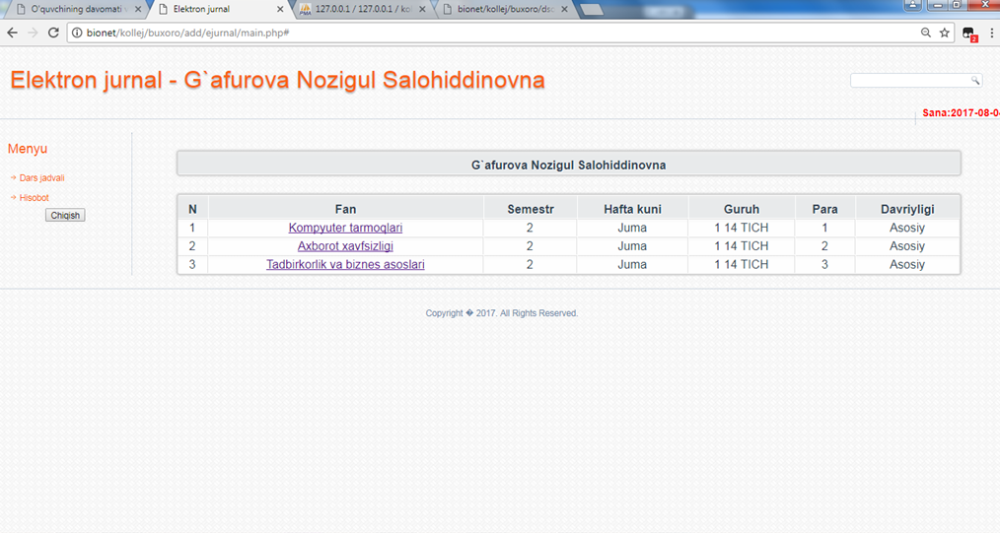 O'quvchining davomati
Elektron jurnal
127.0.0.1 / 127.0.0.1 / ko
bionet/kollej/buxoro/ds
bionet/kollej/buxoro/add/ejurnal/main.php#
2
Elektron jurnal - G`afurova Nozigul Salohiddinovna
Sana:2017-08-0
Menyu
Dars jadvali
Hisobot
Chiqish
G`afurova Nozigul Salohiddinovna
N Fan Semestr Hafta kuni Guruh Para Davriyligi
1 Kompyuter tarmoqlari 2 Juma 1 14 TICH 1 Asosiy
2 Axborot xavfsizligi 2 Juma 1 14 TICH 2 Asosiy
3 Tadbirkorlik va biznes asoslari 2 Juma 1 14 TICH 3 Asosiy
Copyright � 2017. All Rights Reserved.